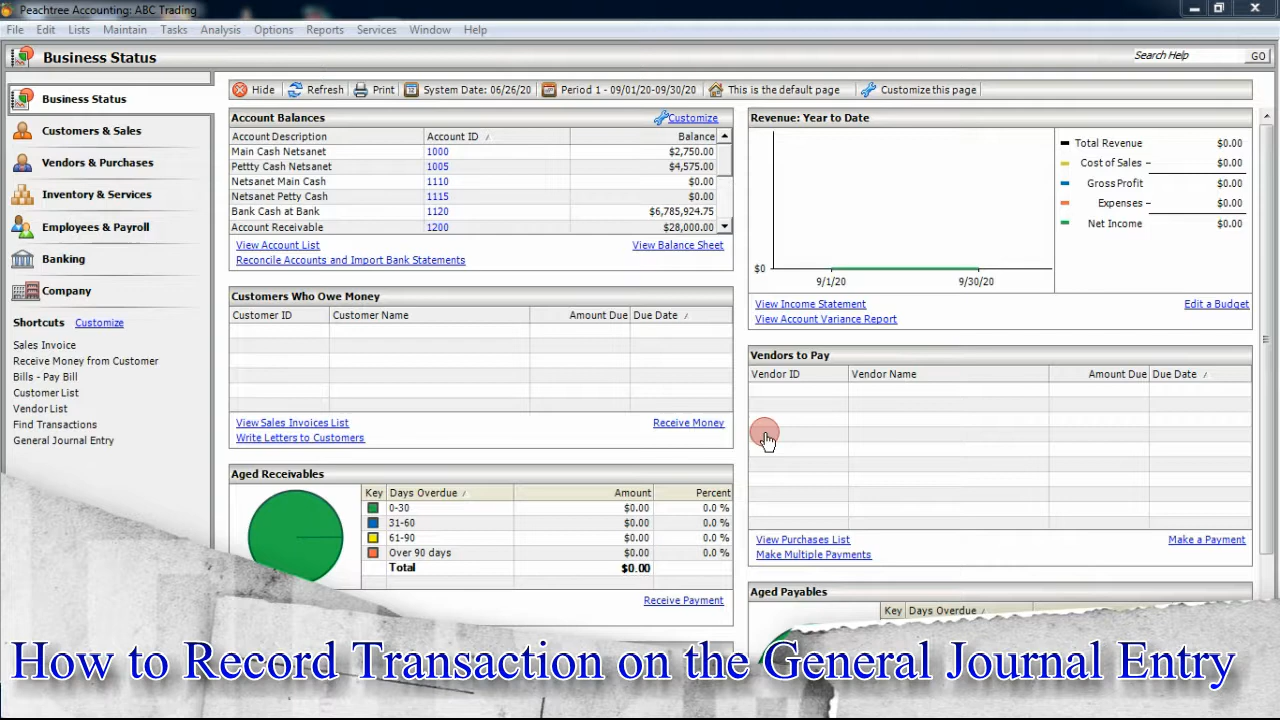 Peachtree Accounting: ABC Trading
File Edit Lists Maintain Tasks Analysis Options Reports Services Window Help
Business Status
Search Help GO
Business Status
Customers & Sales
Vendors & Purchases
Inventory & Services
Employees & Payroll
Banking
Company
Shortcuts Customize
Sales Invoice
Receive Money from Customer
Bills - Pay Bill
Customer List
Vendor List
Find Transactions
General Journal Entry
Hide Refresh Print System Date: 06/26/20 Period 1 - 09/01/20-09/30/20 This is the default page Customize this page
Account Balances Customize
Account Description Account ID Balance
Main Cash Netsanet 1000 $2,750.00
Pettty Cash Netsanet 1005 $4,575.00
Netsanet Main Cash 1110 $0.00
Netsanet Petty Cash 1115 $0.00
Bank Cash at Bank 1120 $6,785,924.75
Account Receivable 1200 $28,000.00
View Account List View Balance Sheet
Reconcile Accounts and Import Bank Statements
Customers Who Owe Money
Customer ID Customer Name Amount Due Due Date
View Sales Invoices List Receive Money
Write Letters to Customers
Aged Receivables
Key Days Overdue Amount Percent
0-30 $0.00 0.0 %
31-60 $0.00 0.0 %
61-90 $0.00 0.0 %
Over 90 days $0.00 0.0 %
Total $0.00
Receive Payment
Revenue: Year to Date
$0
9/1/20 9/30/20
Total Revenue $0.00
Cost of Sales - $0.00
Gross Profit $0.00
Expenses - $0.00
Net Income $0.00
View Income Statement Edit a Budget
View Account Variance Report
Vendors to Pay
Vendor ID Vendor Name Amount Due Due Date
View Purchases List Make a Payment
Make Multiple Payments
Aged Payables
Key Days Overdue
How to Record Transaction on the General Journal Entry